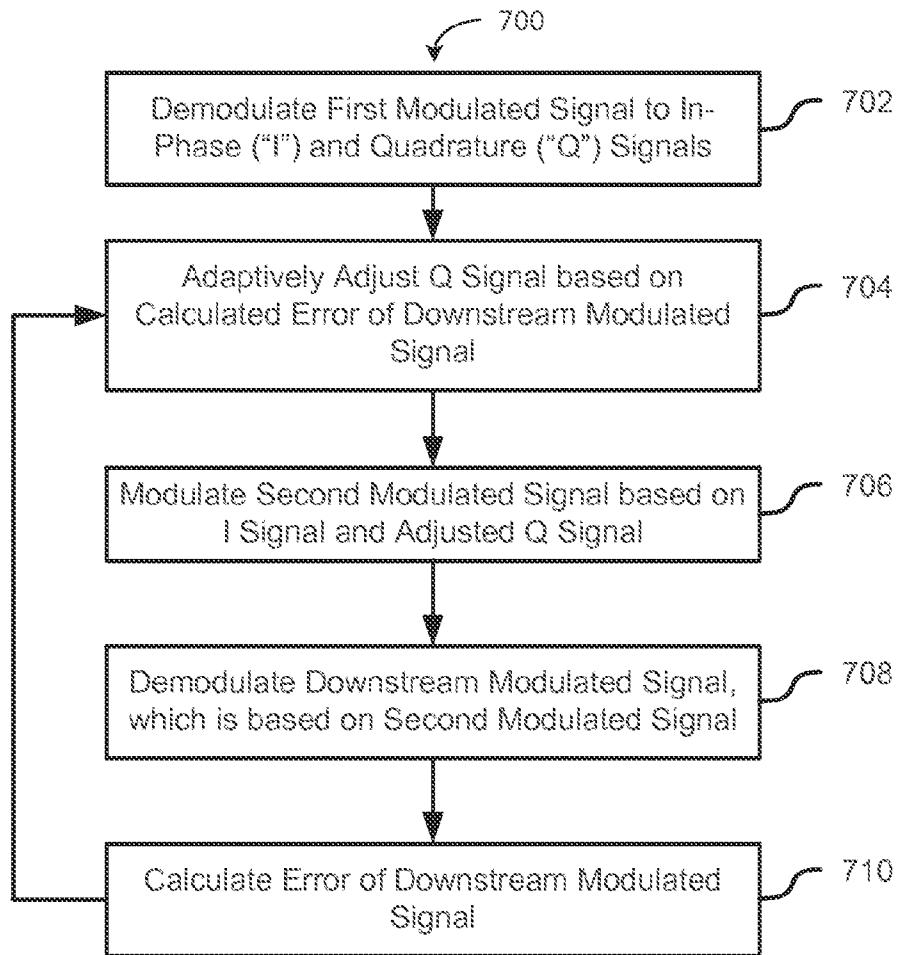 700
Demodulate First Modulated Signal to In-
Phase (“I”) and Quadrature (“Q”) Signals
702
Adaptively Adjust Q Signal based on
Calculated Error of Downstream Modulated
Signal
704
Modulate Second Modulated Signal based on
I Signal and Adjusted Q Signal
706
Demodulate Downstream Modulated Signal,
which is based on Second Modulated Signal
708
Calculate Error of Downstream Modulated
Signal
710